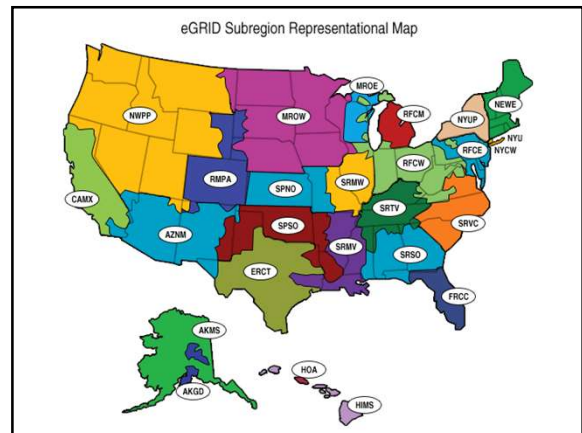 eGRID Subregion Representational Map
MROE
NWPP
MROW
RFCM
NEWE
NYUP
NYU
NYCW
RFCE
RFCW
RMPA
SPNO
SRMW
CAMX
SRTV
SRVC
AZNM
SPSO
SRMV
SRSO
ERCT
FRCC
AKMS
HOA
AKGD
HIMS